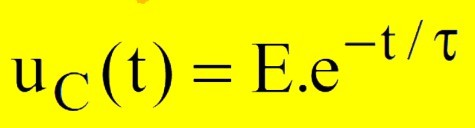 u_C(t) = E.e^{-t/τ}